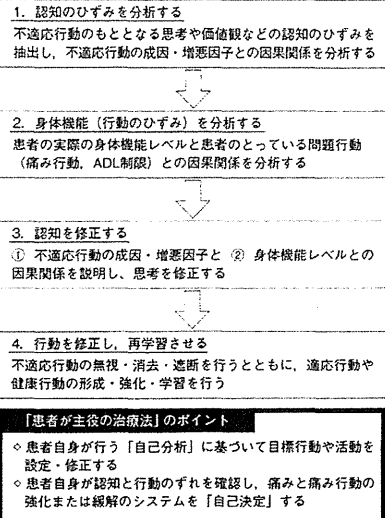 1. 認知のひずみを分析する
不適応行動のもととなる思考や価値観などの認知のひずみを
抽出し，不適応行動の成因・増悪因子との因果関係を分析する
2. 身体機能（行動のひずみ）を分析する
患者の実際の身体機能レベルと患者のとっている問題行動
（痛み行動，ADL制限）との因果関係を分析する
3. 認知を修正する
① 不適応行動の成因・増悪因子と ② 身体機能レベルとの
因果関係を説明し、思考を修正する
4. 行動を修正し，再学習させる
不適応行動の無視・消去・遮断を行うとともに，適応行動や
健康行動の形成・強化・学習を行う
「患者が主役の治療法」のポイント
◇ 患者自身が行う「自己分析」に基づいて目標行動や活動を
設定・修正する
◇ 患者自身が認知と行動のずれを確認し，痛みと痛み行動の
強化または緩解のシステムを「自己決定」する